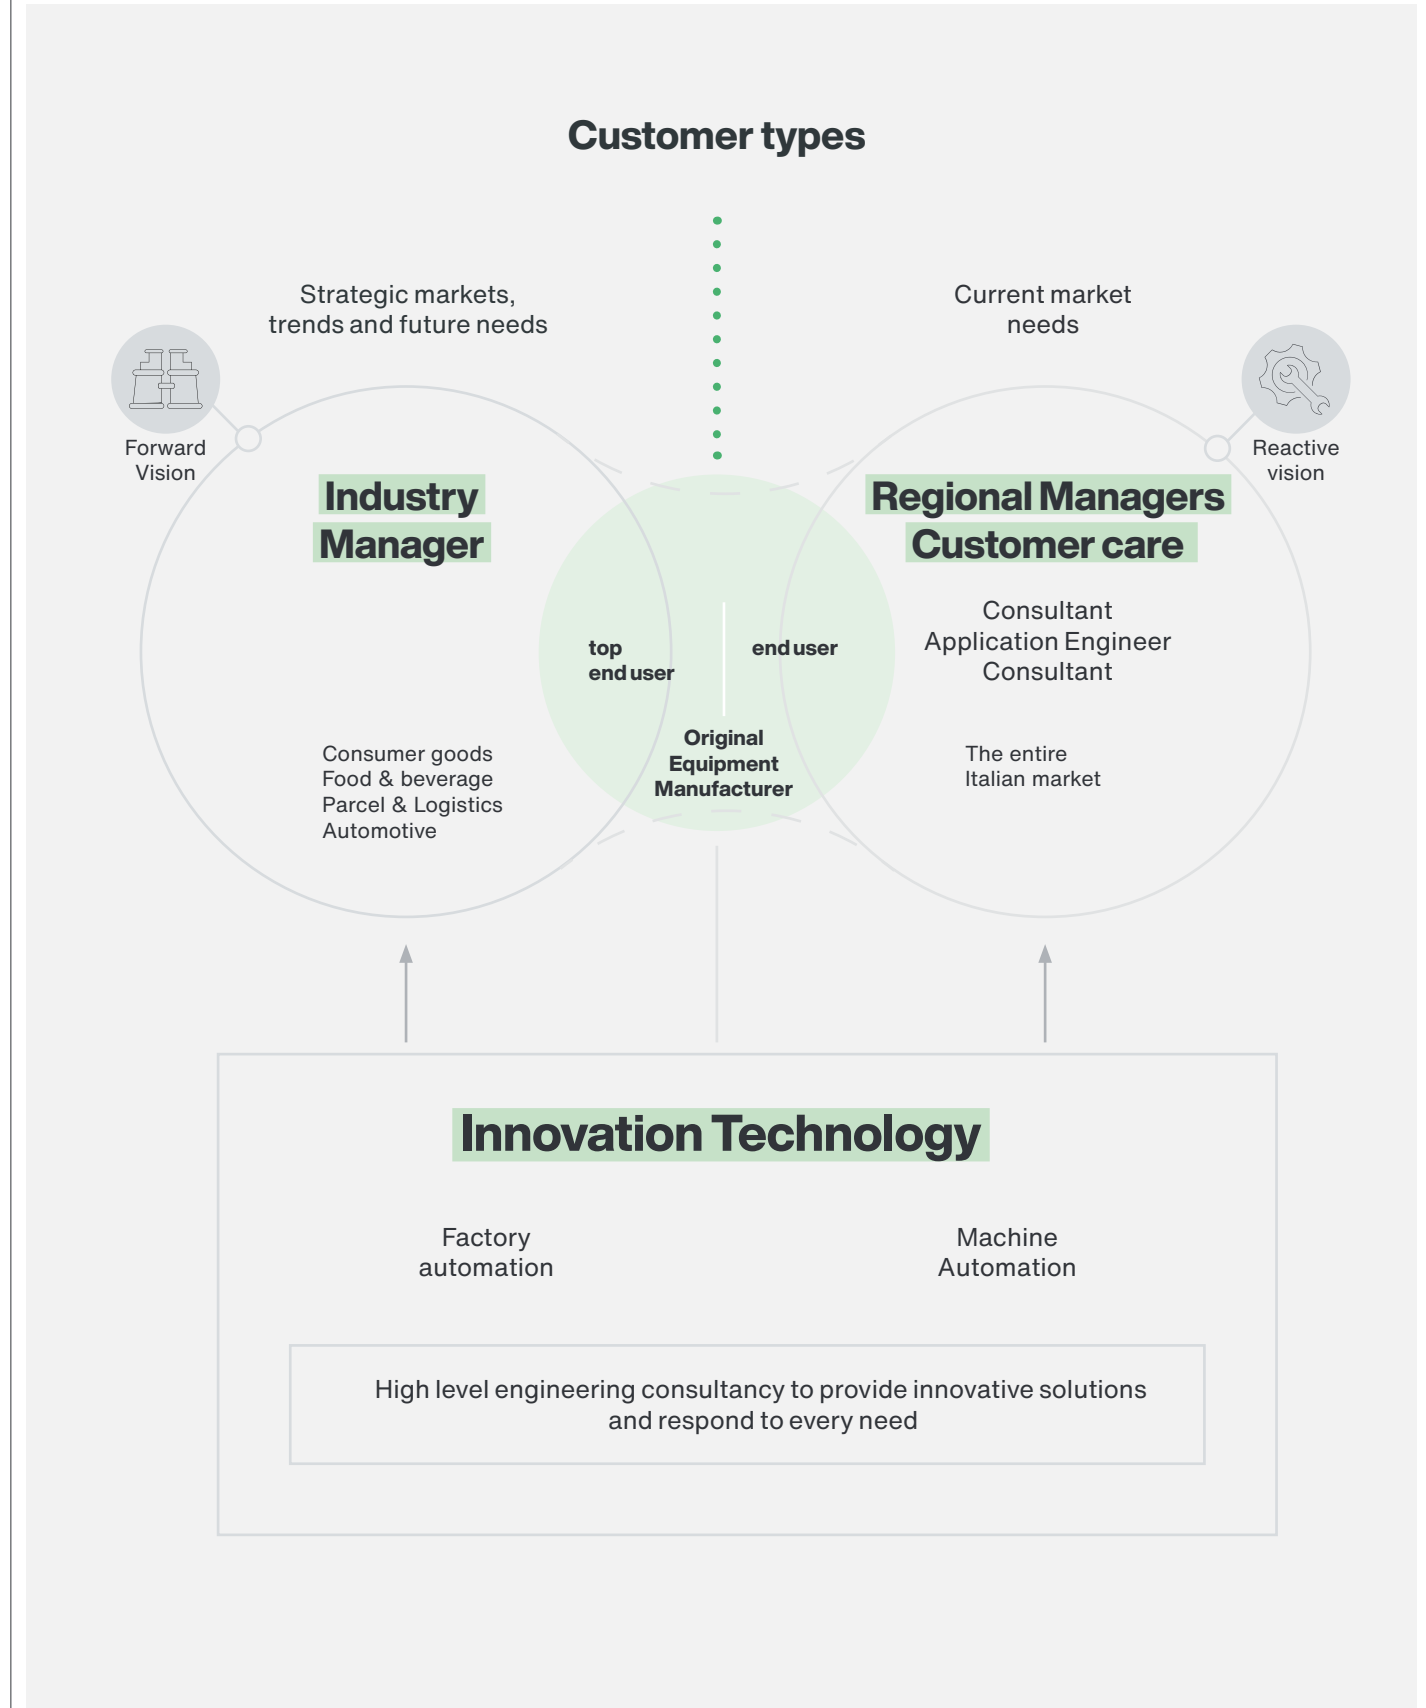 Customer types
Strategic markets,
trends and future needs
Current market
needs
Forward
Vision
Reactive
vision
Industry
Manager
Regional Managers
Customer care
Consultant
Application Engineer
Consultant
top
end user
end user
Original
Equipment
Manufacturer
Consumer goods
Food & beverage
Parcel & Logistics
Automotive
The entire
Italian market
Innovation Technology
Factory
automation
Machine
Automation
High level engineering consultancy to provide innovative solutions
and respond to every need